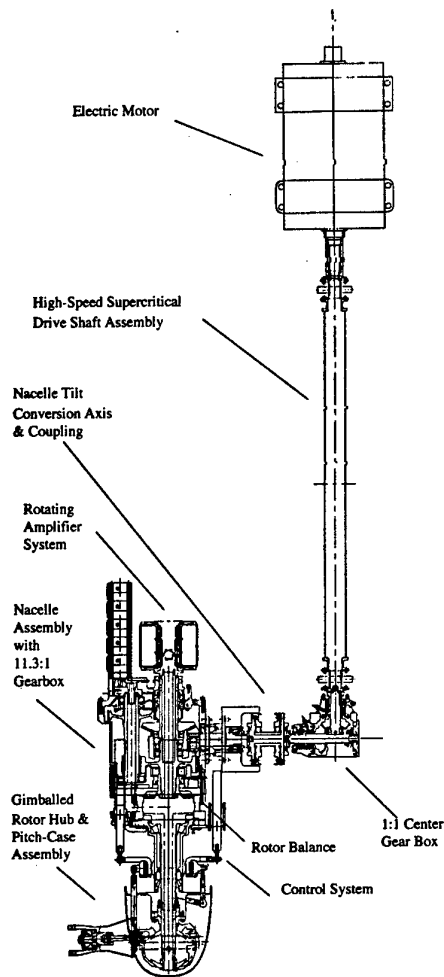 Electric Motor
High-Speed Supercritical
Drive Shaft Assembly
Nacelle Tilt
Conversion Axis
& Coupling
Rotating
Amplifier
System
Nacelle
Assembly
with
11.3:1
Gearbox
Gimballed
Rotor Hub &
Pitch-Case
Assembly
1:1 Center
Gear Box
Rotor Balance
Control System